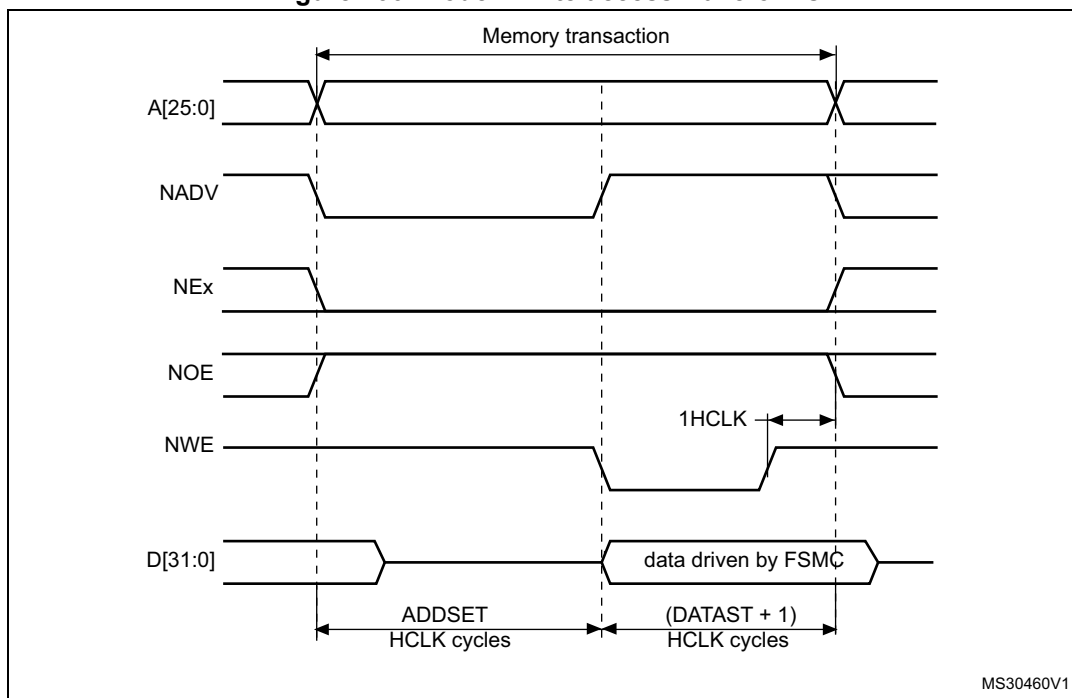 Memory transaction
A[25:0]
NADV
NEx
NOE
1HCLK
NWE
D[31:0]
data driven by FSMC
ADDSET
HCLK cycles
(DATAST + 1)
HCLK cycles
MS30460V1